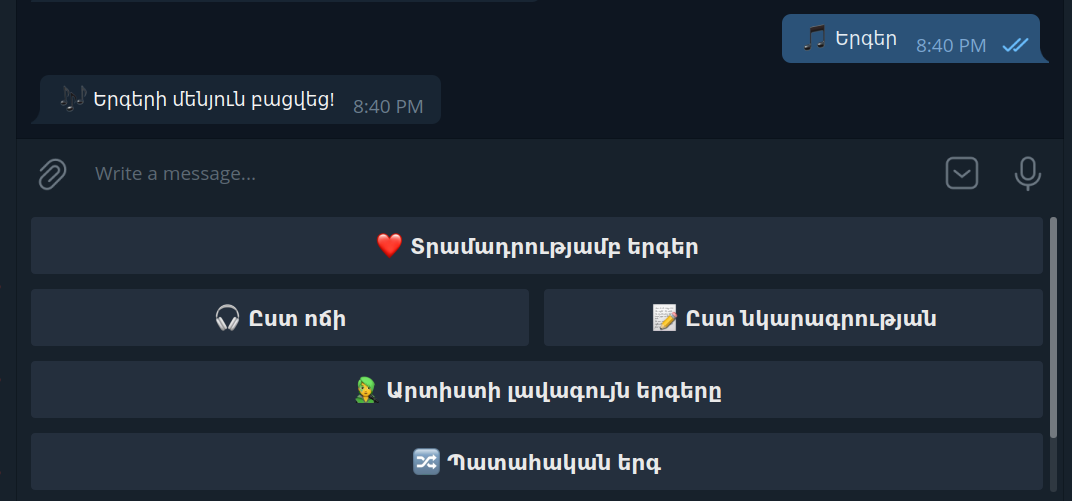 🎵 Երգեր 8:40 PM
🎶 Երգերի մենյուն բացվեց! 8:40 PM
Write a message...
❤️ Տրամադրությամբ երգեր
🎧 Ըստ ոճի
📝 Ըստ նկարագրության
👨‍🎤 Արտիստի լավագույն երգերը
🔀 Պատահական երգ